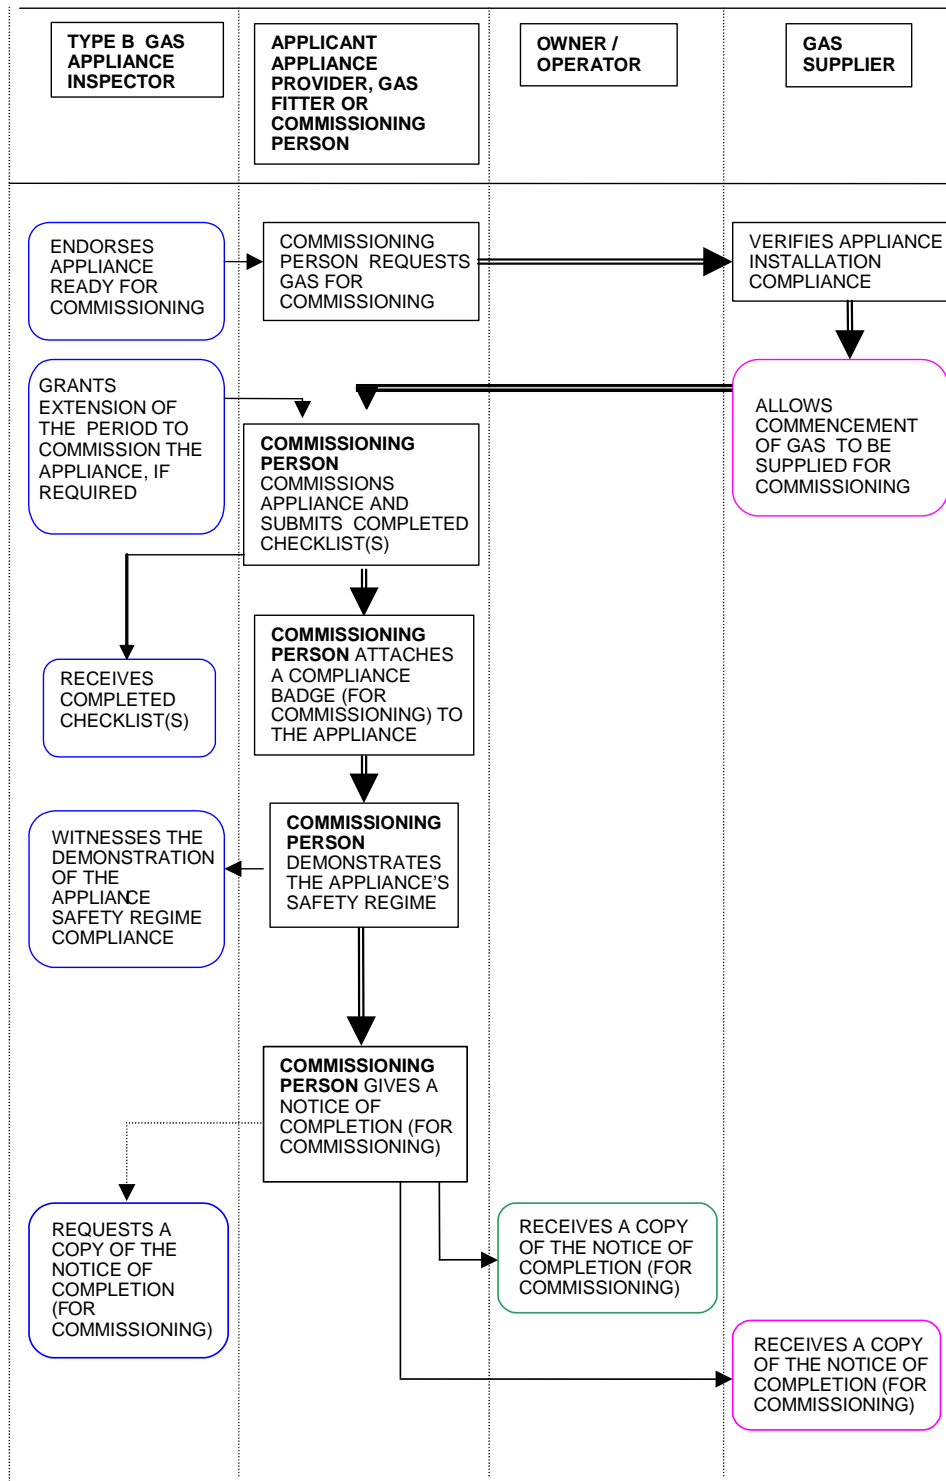 TYPE B GAS
APPLIANCE
INSPECTOR
APPLICANT
APPLIANCE
PROVIDER, GAS
FITTER OR
COMMISSIONING
PERSON
OWNER /
OPERATOR
GAS
SUPPLIER
ENDORSES
APPLIANCE
READY FOR
COMMISSIONING
COMMISSIONING
PERSON REQUESTS
GAS FOR
COMMISSIONING
VERIFIES APPLIANCE
INSTALLATION
COMPLIANCE
GRANTS
EXTENSION OF
THE PERIOD TO
COMMISSION THE
APPLIANCE, IF
REQUIRED
ALLOWS
COMMENCEMENT
OF GAS TO BE
SUPPLIED FOR
COMMISSIONING
COMMISSIONING
PERSON
COMMISSIONS
APPLIANCE AND
SUBMITS COMPLETED
CHECKLIST(S)
COMMISSIONING
PERSON ATTACHES
A COMPLIANCE
BADGE (FOR
COMMISSIONING) TO
THE APPLIANCE
RECEIVES
COMPLETED
CHECKLIST(S)
COMMISSIONING
PERSON
DEMONSTRATES
THE APPLIANCE'S
SAFETY REGIME
WITNESSES THE
DEMONSTRATION
OF THE
APPLIANCE
SAFETY REGIME
COMPLIANCE
COMMISSIONING
PERSON GIVES A
NOTICE OF
COMPLETION (FOR
COMMISSIONING)
REQUESTS A
COPY OF THE
NOTICE OF
COMPLETION
(FOR
COMMISSIONING)
RECEIVES A COPY
OF THE NOTICE OF
COMPLETION (FOR
COMMISSIONING)
RECEIVES A COPY
OF THE NOTICE OF
COMPLETION (FOR
COMMISSIONING)